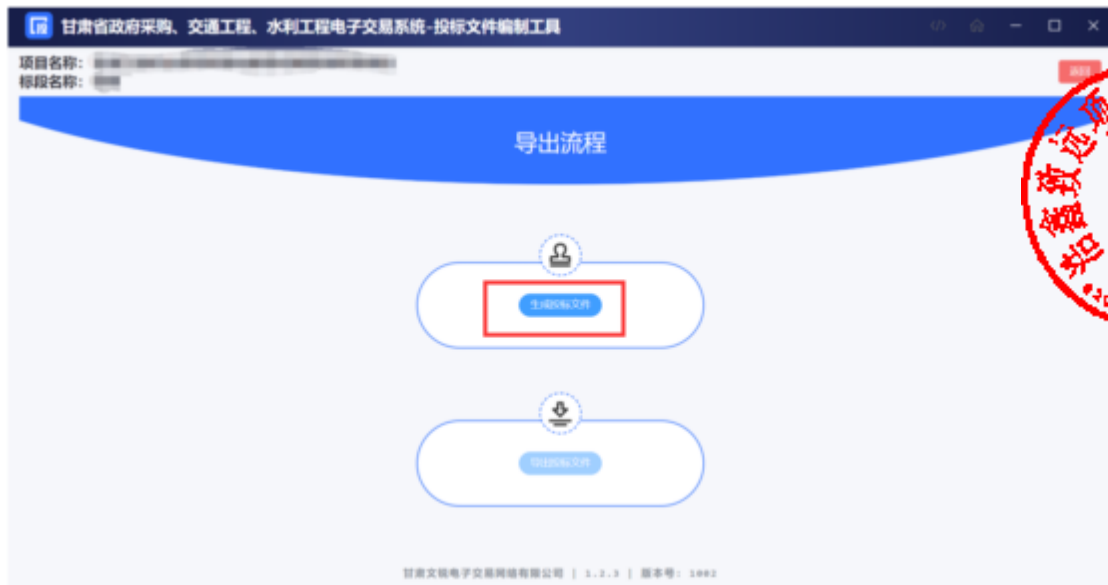 甘肃省政府采购、交通工程、水利工程电子交易系统-投标文件编制工具
项目名称：
标段名称：
返回
导出流程
生成投标文件
导出投标文件
甘肃文锐电子交易网络有限公司 | 1.2.3 | 版本号: 1002